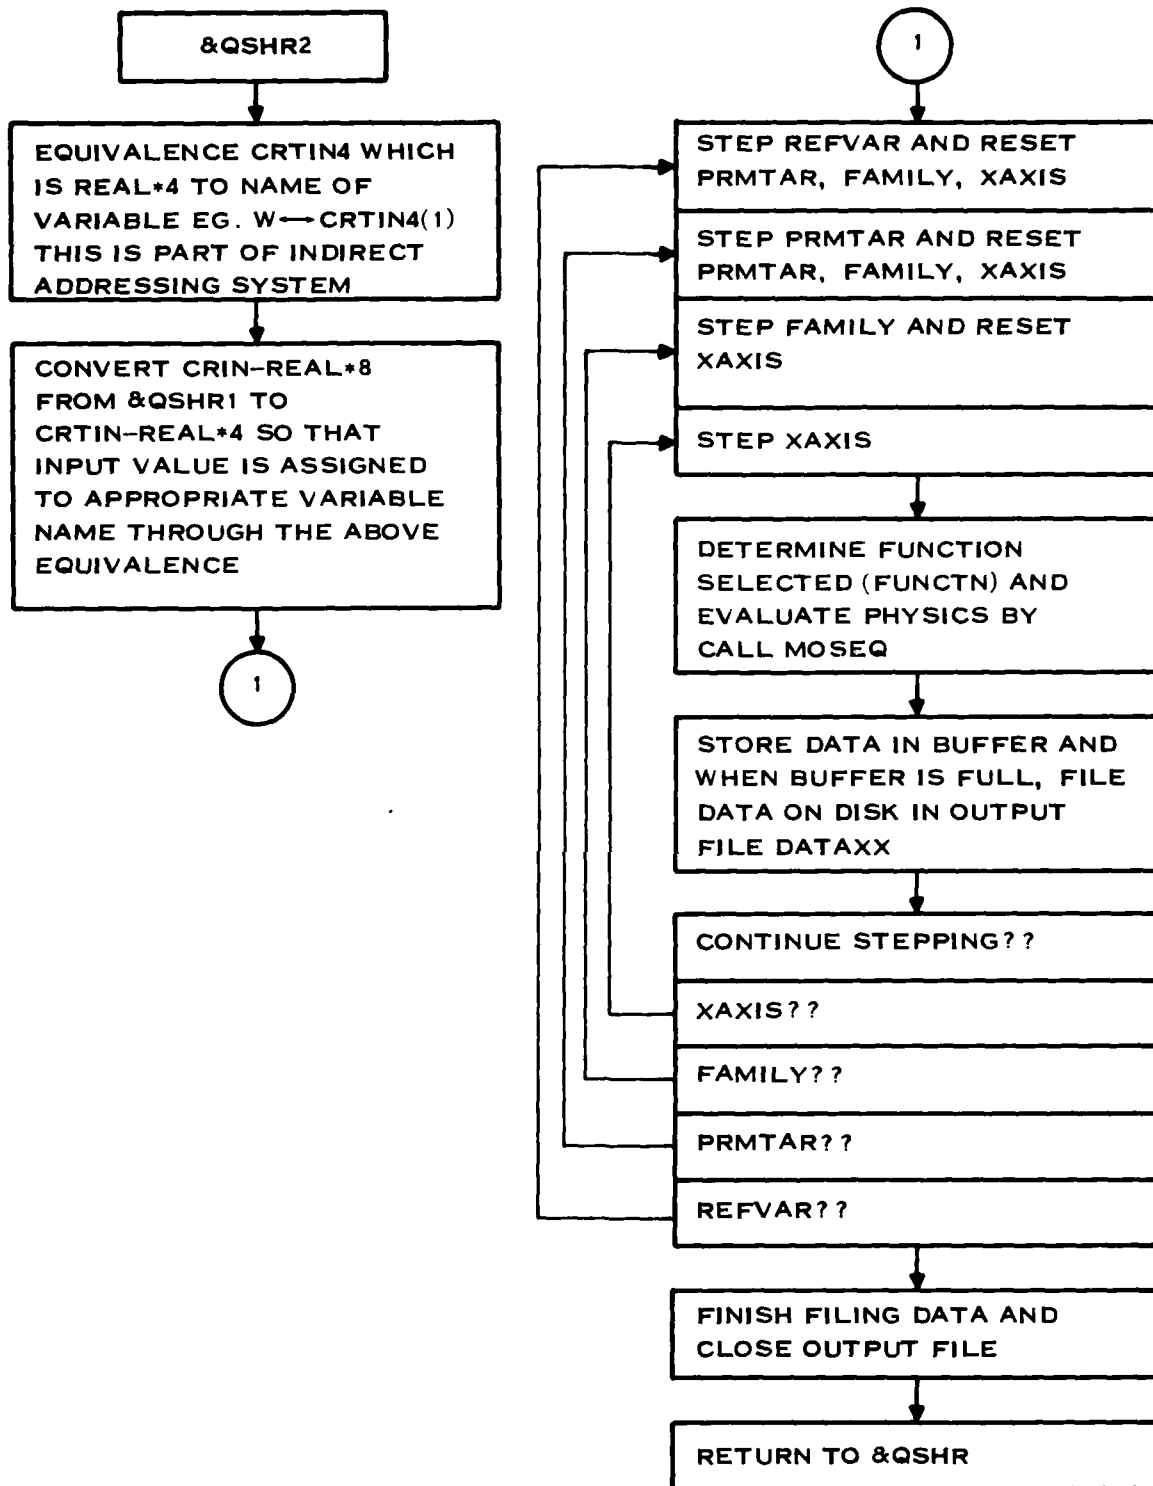 &QSHR2
EQUIVALENCE CRTIN4 WHICH
IS REAL*4 TO NAME OF
VARIABLE EG. W↔CRTIN4(1)
THIS IS PART OF INDIRECT
ADDRESSING SYSTEM
CONVERT CRIN-REAL*8
FROM &QSHR1 TO
CRTIN-REAL*4 SO THAT
INPUT VALUE IS ASSIGNED
TO APPROPRIATE VARIABLE
NAME THROUGH THE ABOVE
EQUIVALENCE
1
1
STEP REFVAR AND RESET
PRMTAR, FAMILY, XAXIS
STEP PRMTAR AND RESET
PRMTAR, FAMILY, XAXIS
STEP FAMILY AND RESET
XAXIS
STEP XAXIS
DETERMINE FUNCTION
SELECTED (FUNCTN) AND
EVALUATE PHYSICS BY
CALL MOSEQ
STORE DATA IN BUFFER AND
WHEN BUFFER IS FULL, FILE
DATA ON DISK IN OUTPUT
FILE DATAXX
CONTINUE STEPPING??
XAXIS??
FAMILY??
PRMTAR??
REFVAR??
FINISH FILING DATA AND
CLOSE OUTPUT FILE
RETURN TO &QSHR